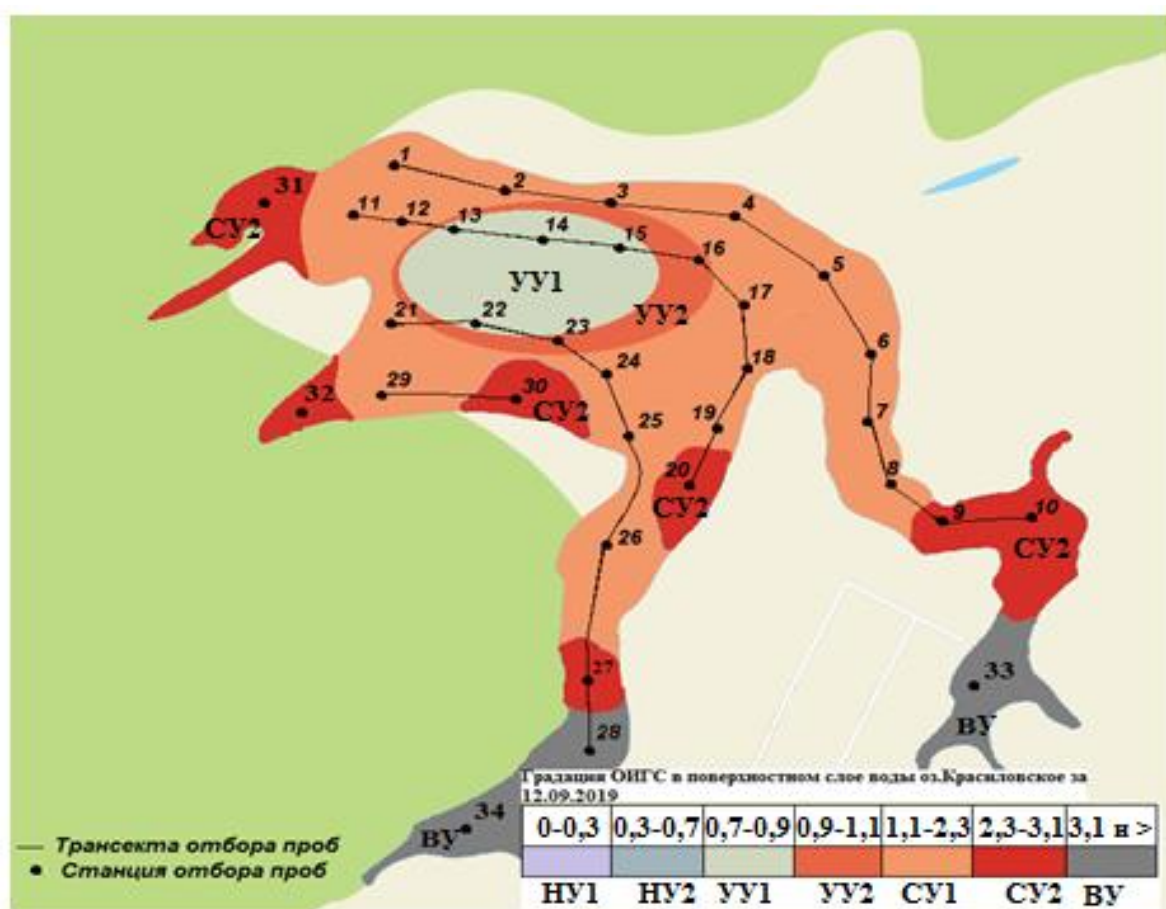 1
2
3
4
31
11
12
13
14
15
16
СУ2
5
УУ1
17
21
22
23
УУ2
6
24
18
29
30
32
СУ2
25
19
7
20
8
СУ2
9
10
26
СУ2
27
33
28
ВУ
34
ВУ
Градация ОИГС в поверхностном слое воды оз.Красиловское за
12.09.2019
0-0,3 0,3-0,7 0,7-0,9 0,9-1,1 1,1-2,3 2,3-3,1 3,1 и >
НУ1 НУ2 УУ1 УУ2 СУ1 СУ2 ВУ
— Трансекта отбора проб
● Станция отбора проб